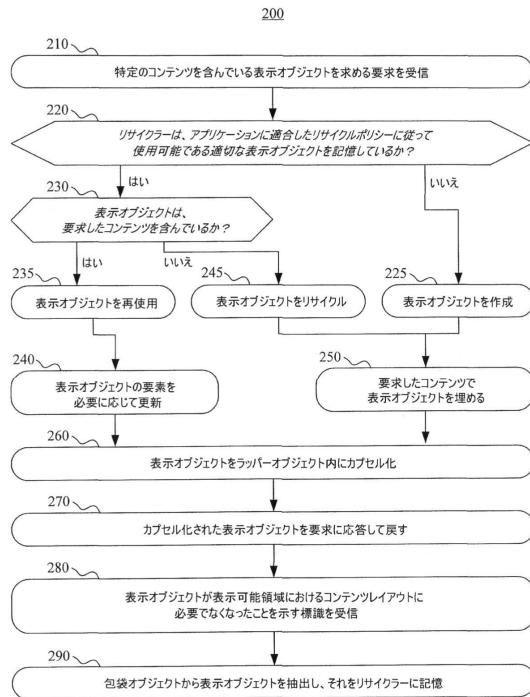 200
210
特定のコンテンツを含んでいる表示オブジェクトを求める要求を受信
220
リサイクラーは、アプリケーションに適合したリサイクルポリシーに従って
使用可能である適切な表示オブジェクトを記憶しているか?
はい
いいえ
230
表示オブジェクトは、
要求したコンテンツを含んでいるか?
はい
いいえ
235
表示オブジェクトを再使用
245
表示オブジェクトをリサイクル
225
表示オブジェクトを作成
240
表示オブジェクトの要素を
必要に応じて更新
250
要求したコンテンツで
表示オブジェクトを埋める
260
表示オブジェクトをラッパーオブジェクト内にカプセル化
270
カプセル化された表示オブジェクトを要求に応答して戻す
280
表示オブジェクトが表示可能領域におけるコンテンツレイアウトに
必要でなくなったことを示す標識を受信
290
包袋オブジェクトから表示オブジェクトを抽出し、それをリサイクラーに記憶